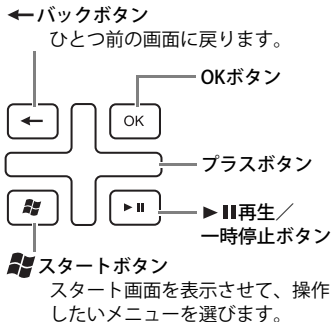 ←バックボタン
ひとつ前の画面に戻ります。
OKボタン
OK
プラスボタン
►II再生／
一時停止ボタン
スタートボタン
スタート画面を表示させて、操作
したいメニューを選びます。